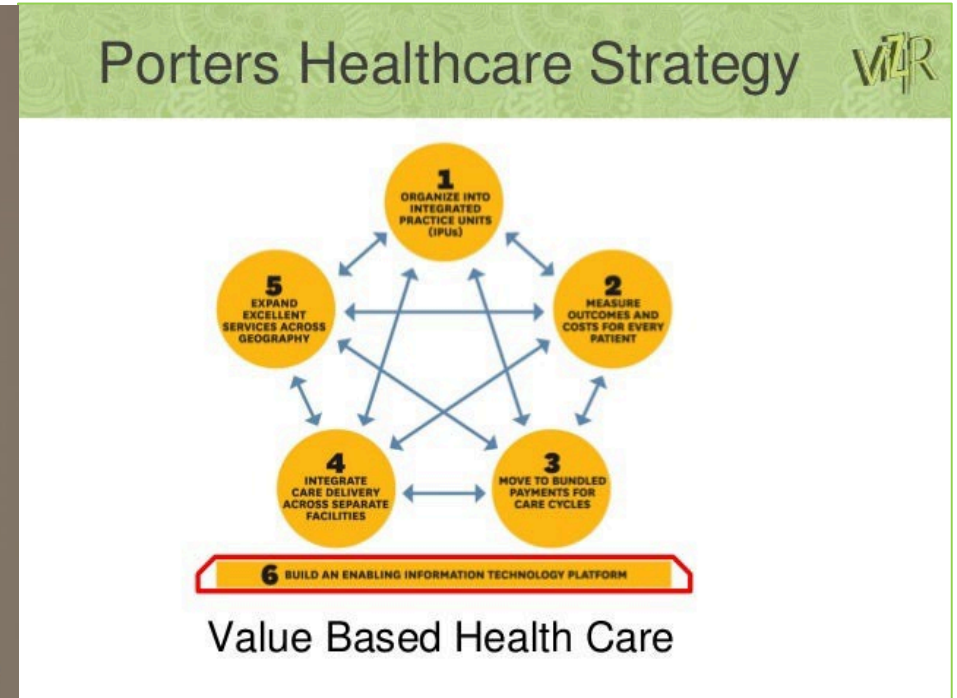 Porters Healthcare Strategy
ViZR
1
ORGANIZE INTO
INTEGRATED
PRACTICE UNITS
(IPUs)
5
EXPAND
EXCELLENT
SERVICES ACROSS
GEOGRAPHY
2
MEASURE
OUTCOMES AND
COSTS FOR EVERY
PATIENT
4
INTEGRATE
CARE DELIVERY
ACROSS SEPARATE
FACILITIES
3
MOVE TO BUNDLED
PAYMENTS FOR
CARE CYCLES
6 BUILD AN ENABLING INFORMATION TECHNOLOGY PLATFORM
Value Based Health Care